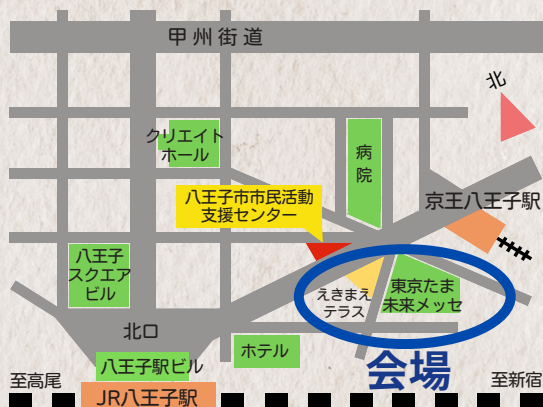 甲州街道
北
クリエイト
ホール
病
院
八王子市市民活動
支援センター
京王八王子駅
八王子
スクエア
ビル
えきまえ
テラス
東京たま
未来メッセ
北口
ホテル
会場
八王子駅ビル
至高尾
至新宿
JR八王子駅